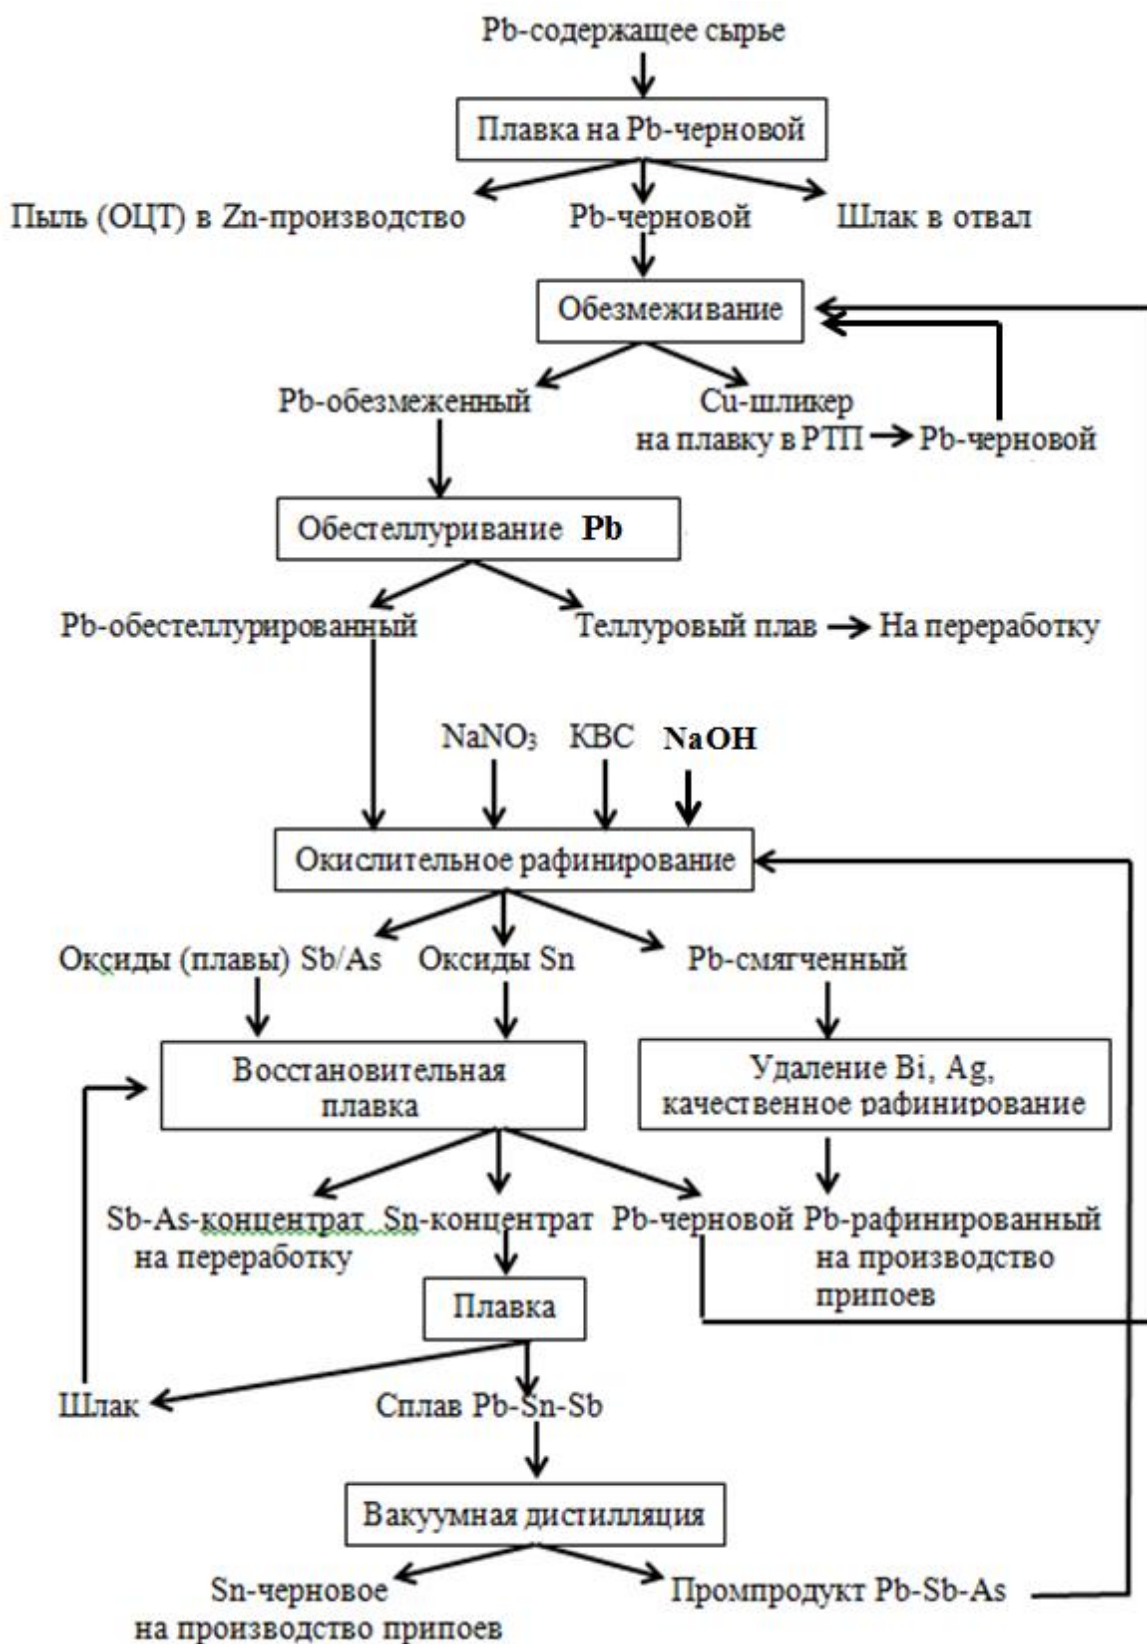 Pb-содержащее сырье
Плавка на Pb-черновой
Пыль (ОЦТ) в Zn-производство
Pb-черновой
Шлак в отвал
Обезмеживание
Pb-обезмеженный
Cu-шликер
на плавку в РТП
Pb-черновой
Обестеллуривание Pb
Pb-обестеллурированный
Теллуровый плав
На переработку
NaNO₃
КВС
NaOH
Окислительное рафинирование
Оксиды (плавы) Sb/As
Оксиды Sn
Pb-смягченный
Восстановительная
плавка
Удаление Bi, Ag,
качественное рафинирование
Sb-As-концентрат
на переработку
Sn-концентрат
Pb-черновой
Pb-рафинированный
на производство
припоев
Плавка
Шлак
Сплав Pb-Sn-Sb
Вакуумная дистилляция
Sn-черновое
на производство припоев
Промпродукт Pb-Sb-As